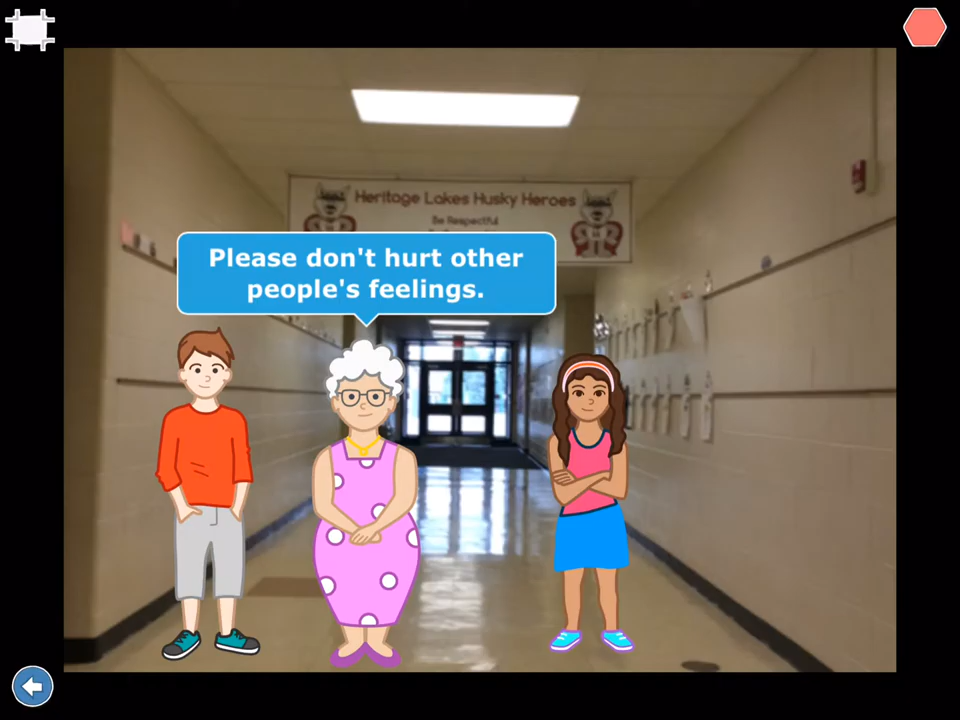 Heritage Lakes Husky Heroes
Be Respectful
Please don't hurt other
people's feelings.